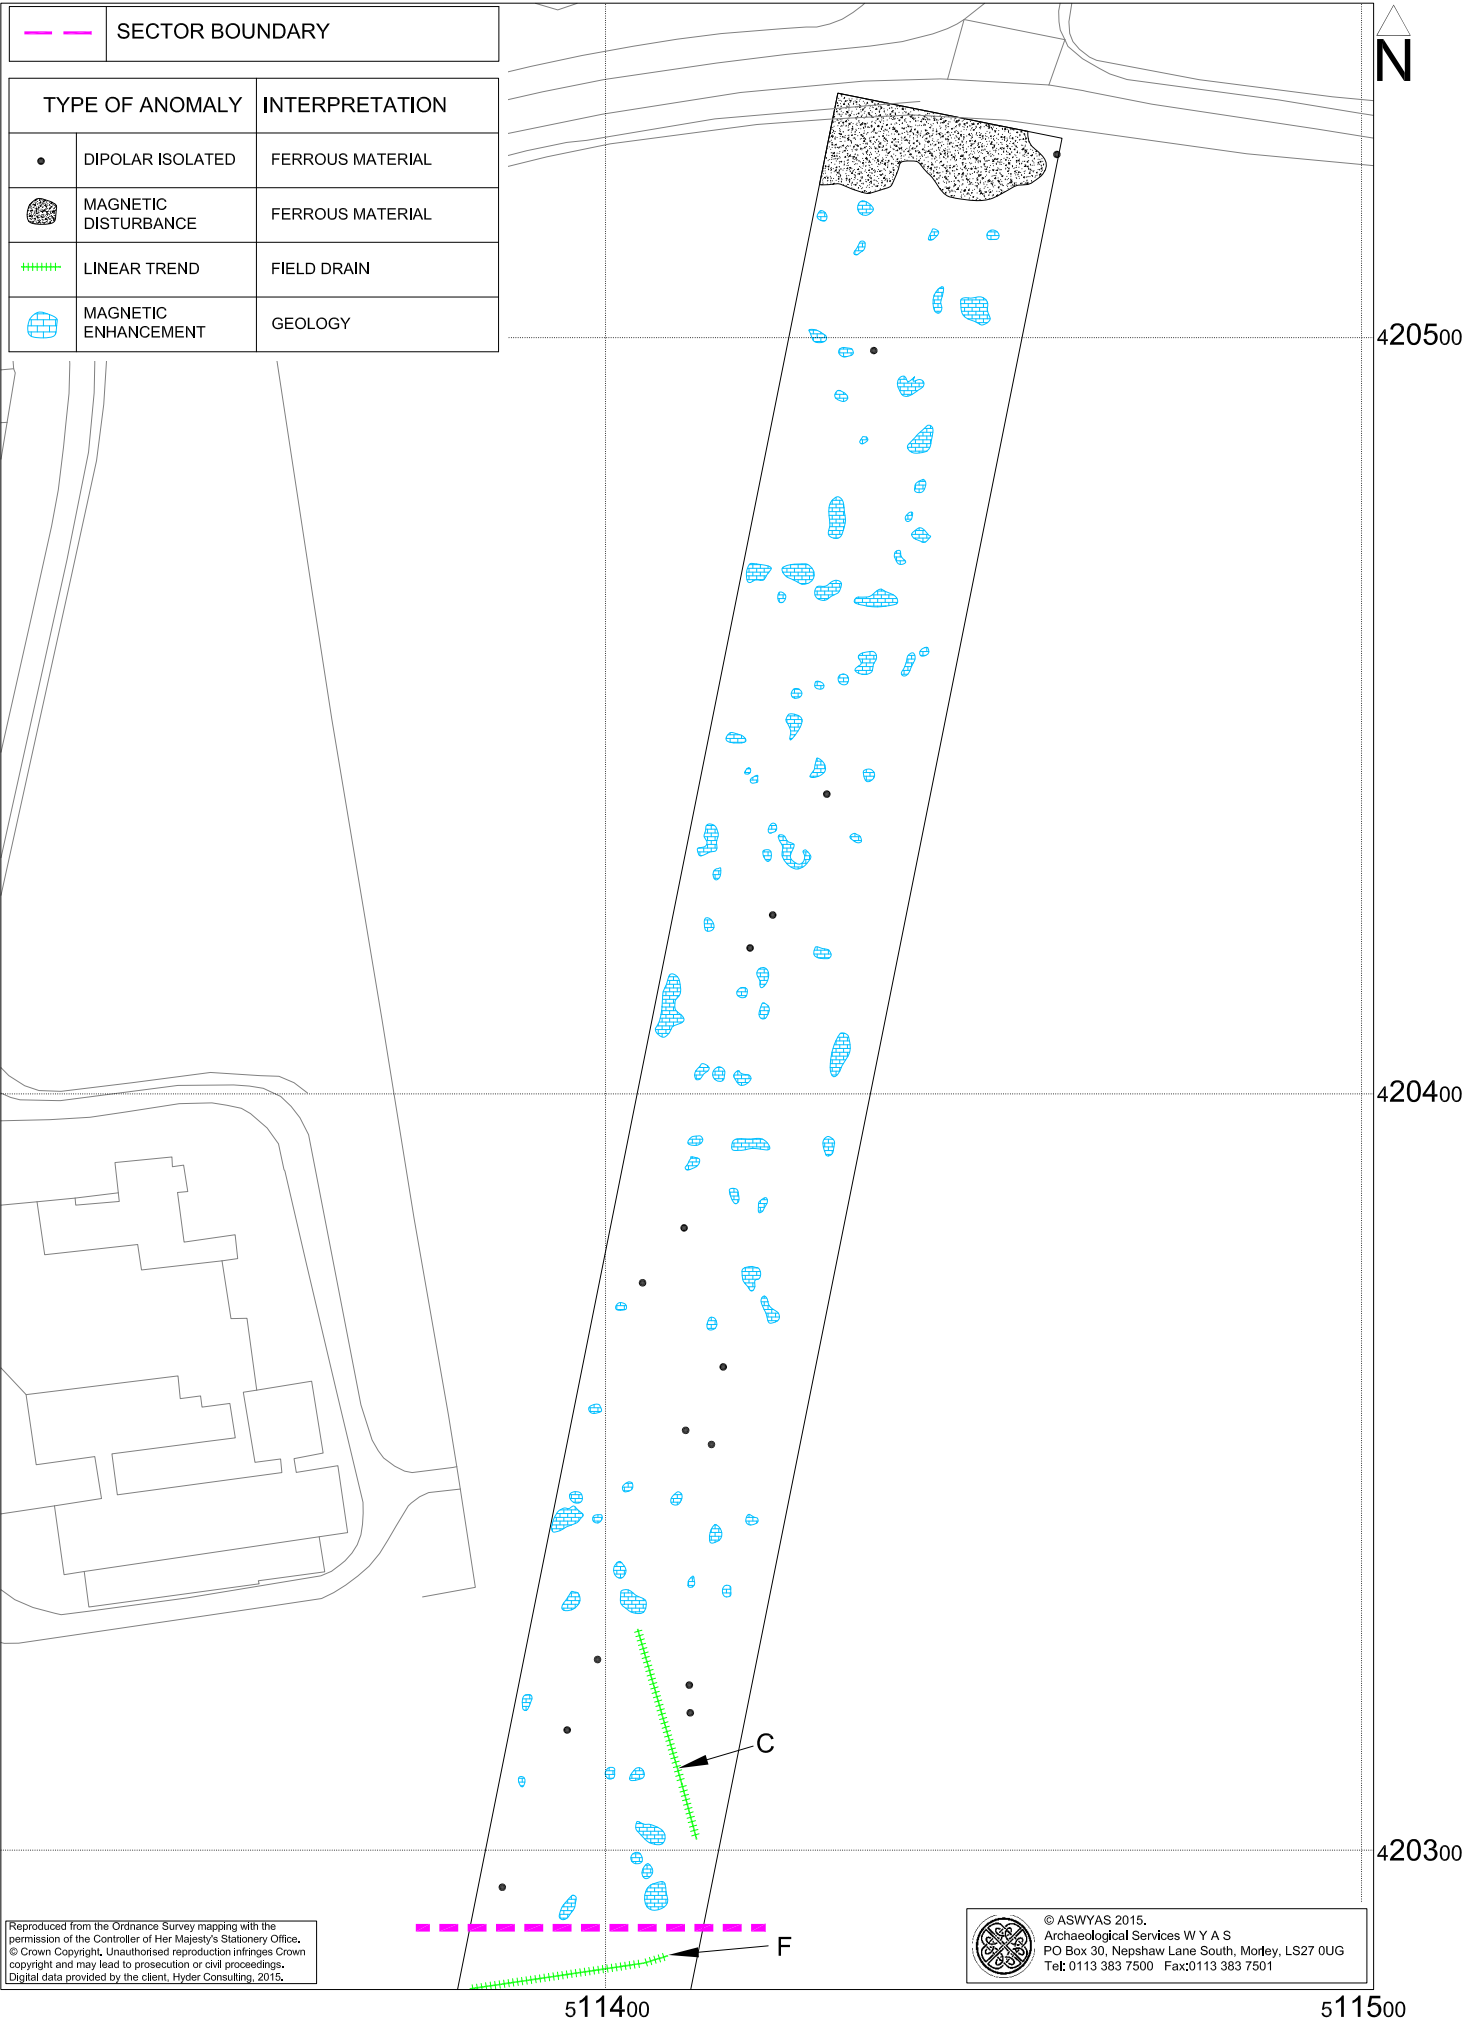 SECTOR BOUNDARY
N
TYPE OF ANOMALY INTERPRETATION
DIPOLAR ISOLATED FERROUS MATERIAL
MAGNETIC
DISTURBANCE
FERROUS MATERIAL
LINEAR TREND FIELD DRAIN
MAGNETIC
ENHANCEMENT
GEOLOGY
420500
420400
C
420300
F
Reproduced from the Ordnance Survey mapping with the
permission of the Controller of Her Majesty's Stationery Office.
© Crown Copyright. Unauthorised reproduction infringes Crown
copyright and may lead to prosecution or civil proceedings.
Digital data provided by the client, Hyder Consulting, 2015.
© ASWYAS 2015.
Archaeological Services W Y A S
PO Box 30, Nepshaw Lane South, Morley, LS27 0UG
Tel: 0113 383 7500 Fax:0113 383 7501
511400
511500